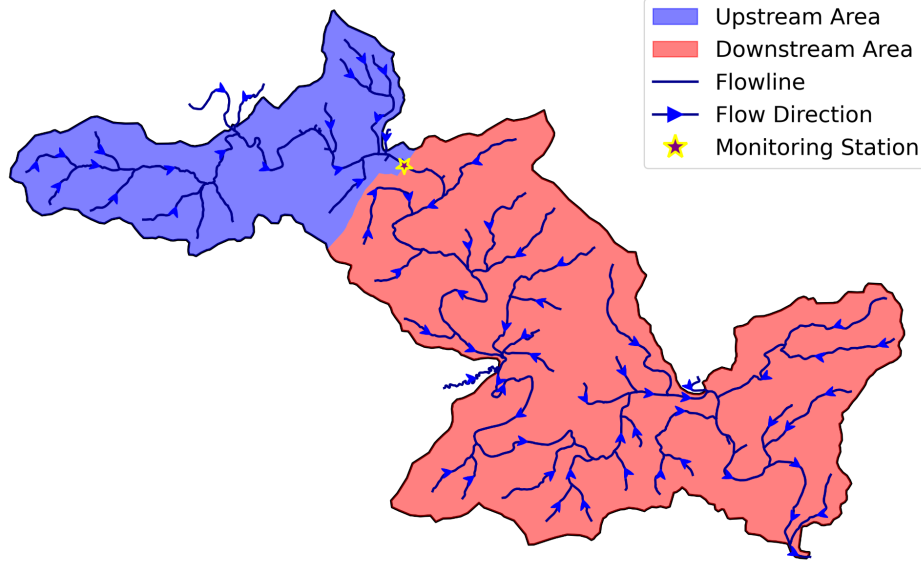 Upstream Area
Downstream Area
Flowline
Flow Direction
Monitoring Station